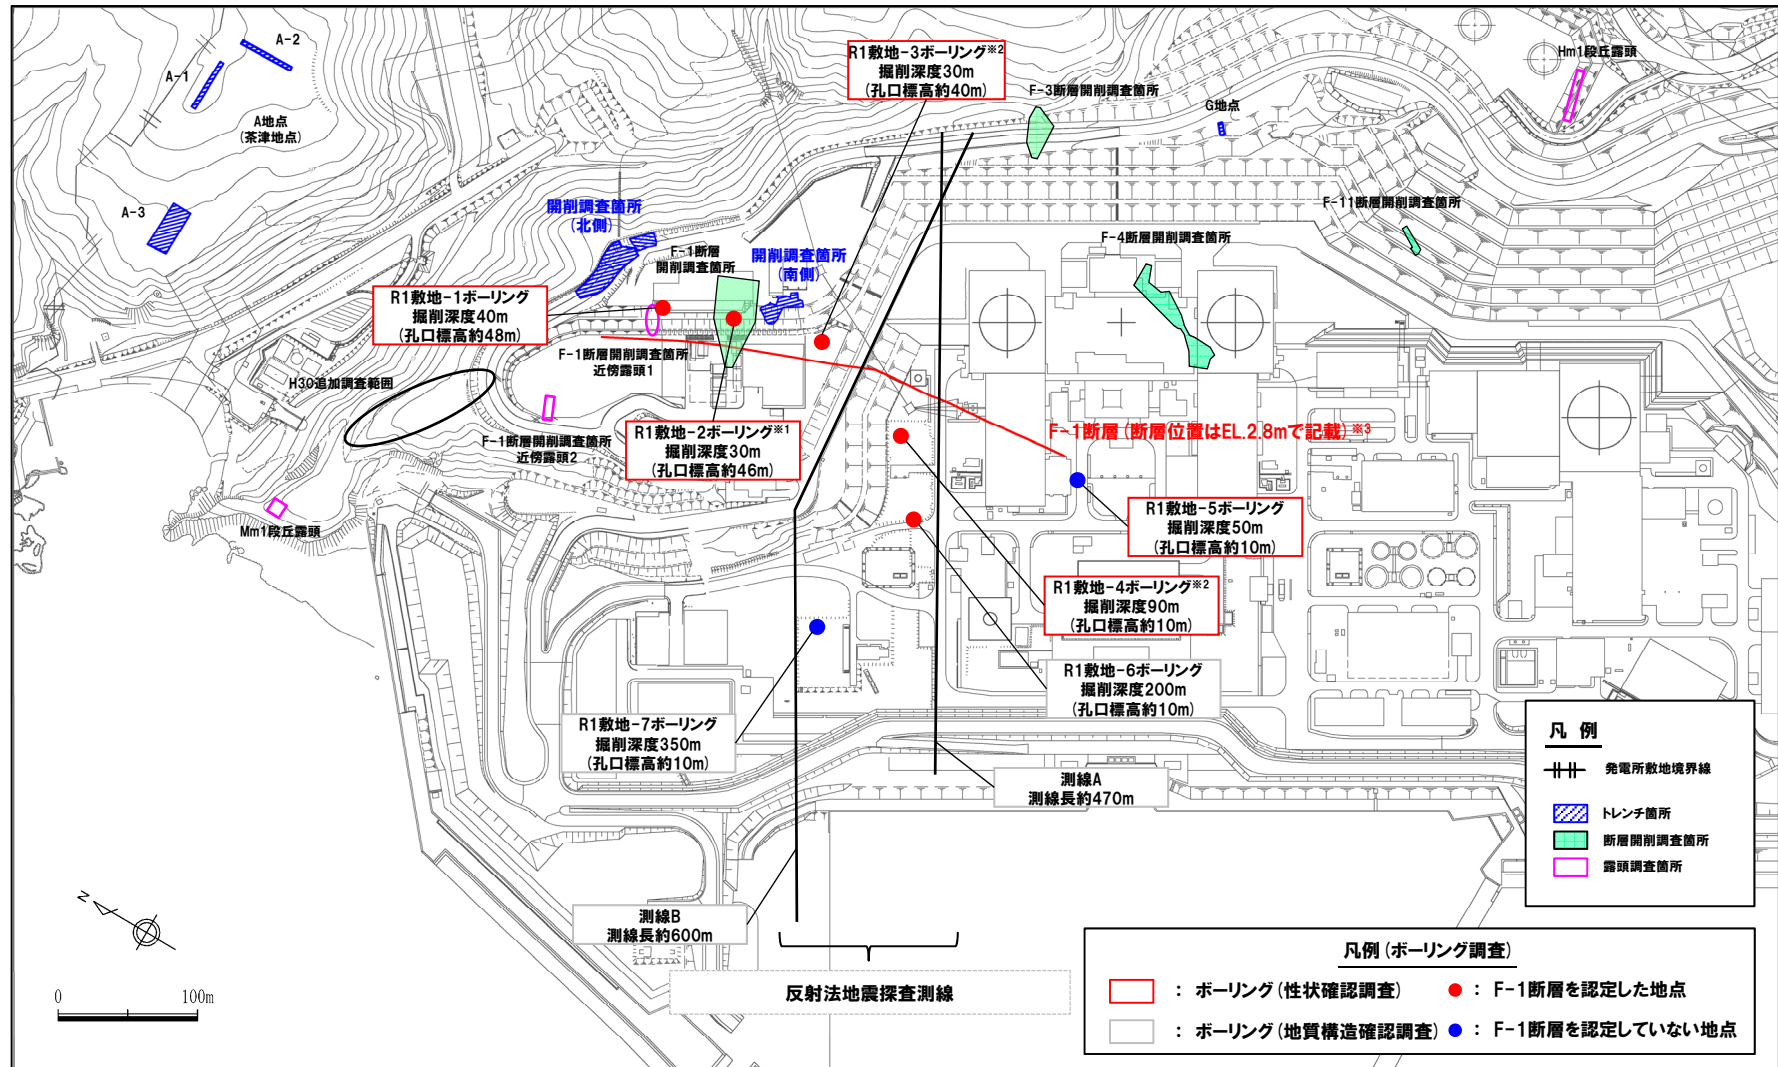 A-2
A-1
A地点
(茶津地点)
A-3
R1敷地-3ボーリング※2
掘削深度30m
(孔口標高約40m)
F-3断層開削調査箇所
G地点
Hm1段丘露頭
F-11断層開削調査箇所
F-4断層開削調査箇所
開削調査箇所
(北側)
F-1断層
開削調査箇所
開削調査箇所
(南側)
R1敷地-1ボーリング
掘削深度40m
(孔口標高約48m)
F-1断層開削調査箇所
近傍露頭1
H30追加調査範囲
F-1断層開削調査箇所
近傍露頭2
R1敷地-2ボーリング※1
掘削深度30m
(孔口標高約46m)
F-1断層(断層位置はEL.2.8mで記載)※3
Mm1段丘露頭
R1敷地-5ボーリング
掘削深度50m
(孔口標高約10m)
R1敷地-4ボーリング※2
掘削深度90m
(孔口標高約10m)
R1敷地-6ボーリング
掘削深度200m
(孔口標高約10m)
R1敷地-7ボーリング
掘削深度350m
(孔口標高約10m)
測線A
測線長約470m
測線B
測線長約600m
反射法地震探査測線
N
0 100m
凡 例
発電所敷地境界線
トレンチ箇所
断層開削調査箇所
露頭調査箇所
凡例(ボーリング調査)
: ボーリング(性状確認調査)
: F-1断層を認定した地点
: ボーリング(地質構造確認調査)
: F-1断層を認定していない地点